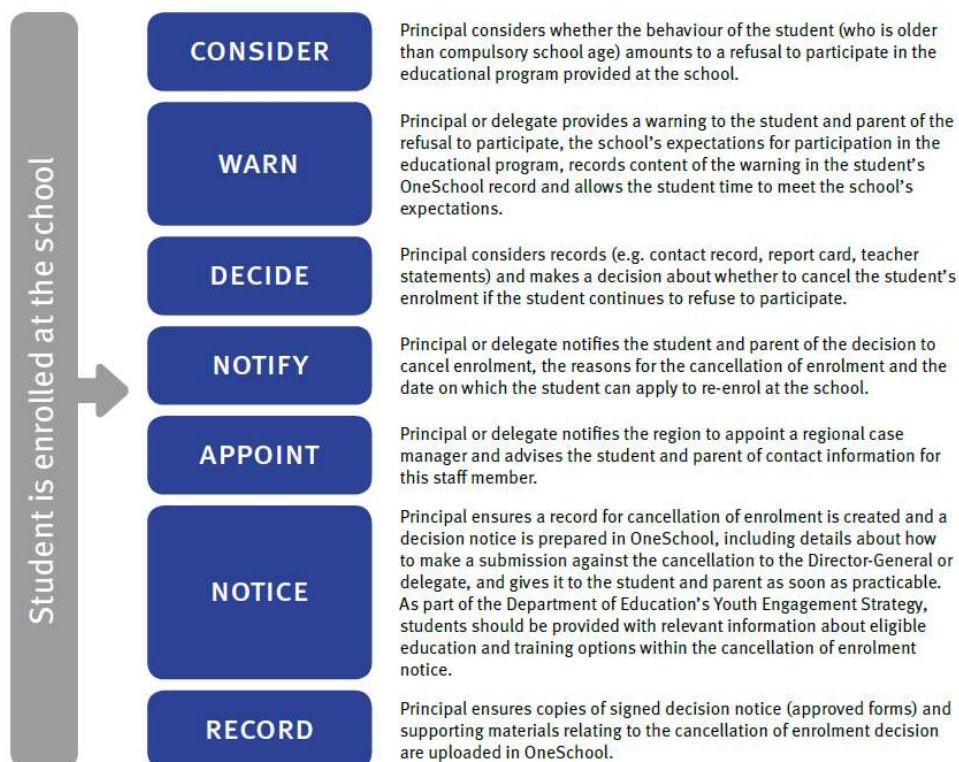 Student is enrolled at the school
CONSIDER
Principal considers whether the behaviour of the student (who is older
than compulsory school age) amounts to a refusal to participate in the
educational program provided at the school.
WARN
Principal or delegate provides a warning to the student and parent of the
refusal to participate, the school's expectations for participation in the
educational program, records content of the warning in the student's
OneSchool record and allows the student time to meet the school's
expectations.
DECIDE
Principal considers records (e.g. contact record, report card, teacher
statements) and makes a decision about whether to cancel the student's
enrolment if the student continues to refuse to participate.
NOTIFY
Principal or delegate notifies the student and parent of the decision to
cancel enrolment, the reasons for the cancellation of enrolment and the
date on which the student can apply to re-enrol at the school.
APPOINT
Principal or delegate notifies the region to appoint a regional case
manager and advises the student and parent of contact information for
this staff member.
NOTICE
Principal ensures a record for cancellation of enrolment is created and a
decision notice is prepared in OneSchool, including details about how
to make a submission against the cancellation to the Director-General or
delegate, and gives it to the student and parent as soon as practicable.
As part of the Department of Education's Youth Engagement Strategy,
students should be provided with relevant information about eligible
education and training options within the cancellation of enrolment
notice.
RECORD
Principal ensures copies of signed decision notice (approved forms) and
supporting materials relating to the cancellation of enrolment decision
are uploaded in OneSchool.